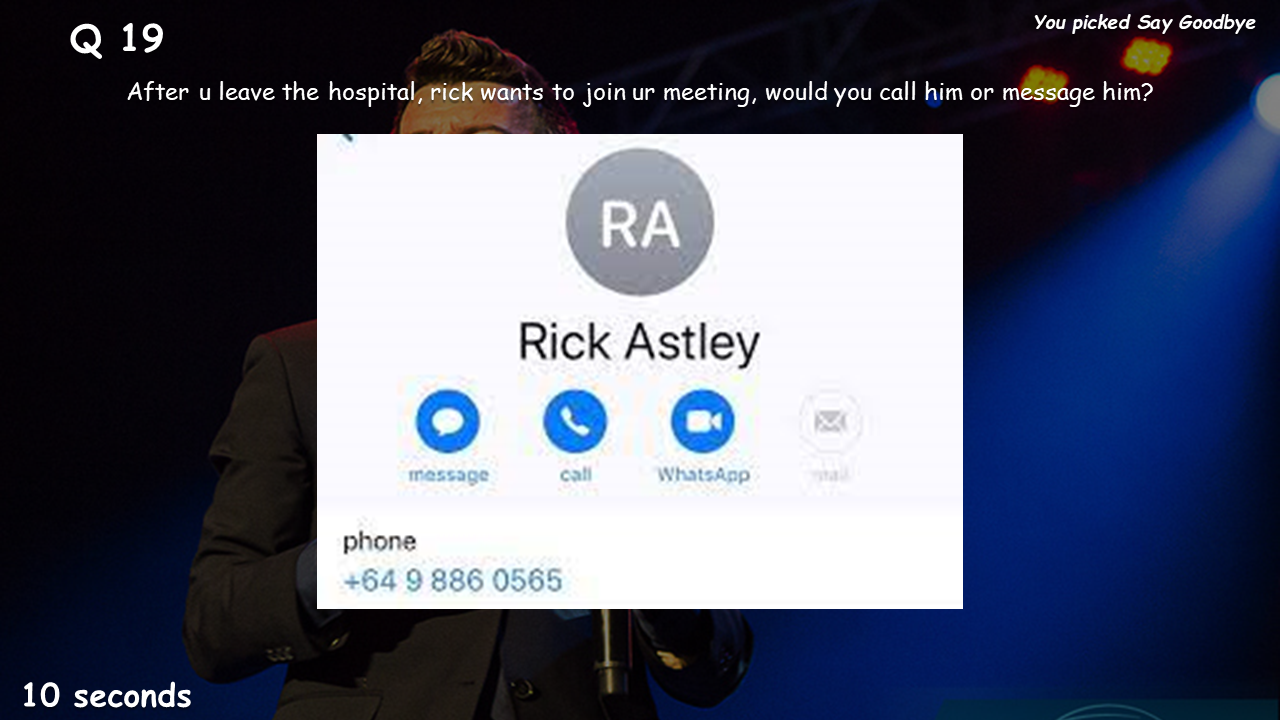 Q 19
You picked Say Goodbye
After u leave the hospital, rick wants to join ur meeting, would you call him or message him?
RA
Rick Astley
message call WhatsApp mail
phone
+64 9 886 0565
10 seconds